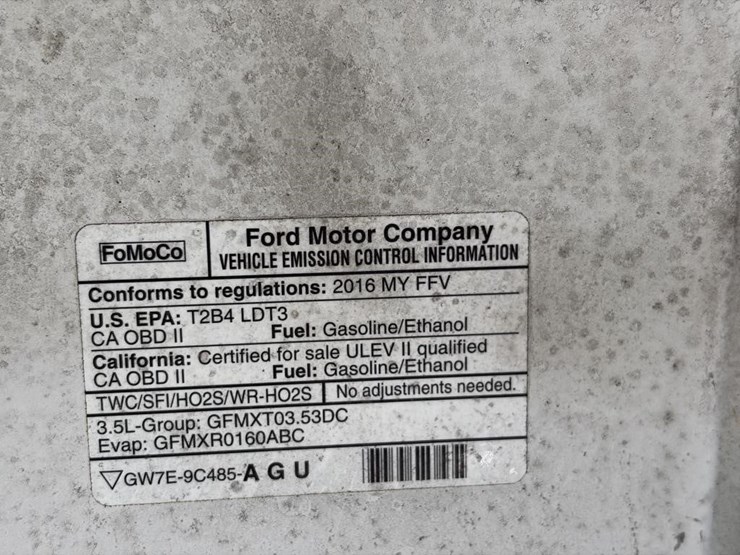 FoMoCo
Ford Motor Company
VEHICLE EMISSION CONTROL INFORMATION
Conforms to regulations: 2016 MY FFV
U.S. EPA: T2B4 LDT3
CA OBD II Fuel: Gasoline/Ethanol
California: Certified for sale ULEV II qualified
CA OBD II Fuel: Gasoline/Ethanol
TWC/SFI/HO2S/WR-HO2S No adjustments needed.
3.5L-Group: GFMXT03.53DC
Evap: GFMXR0160ABC
GW7E-9C485-A G U